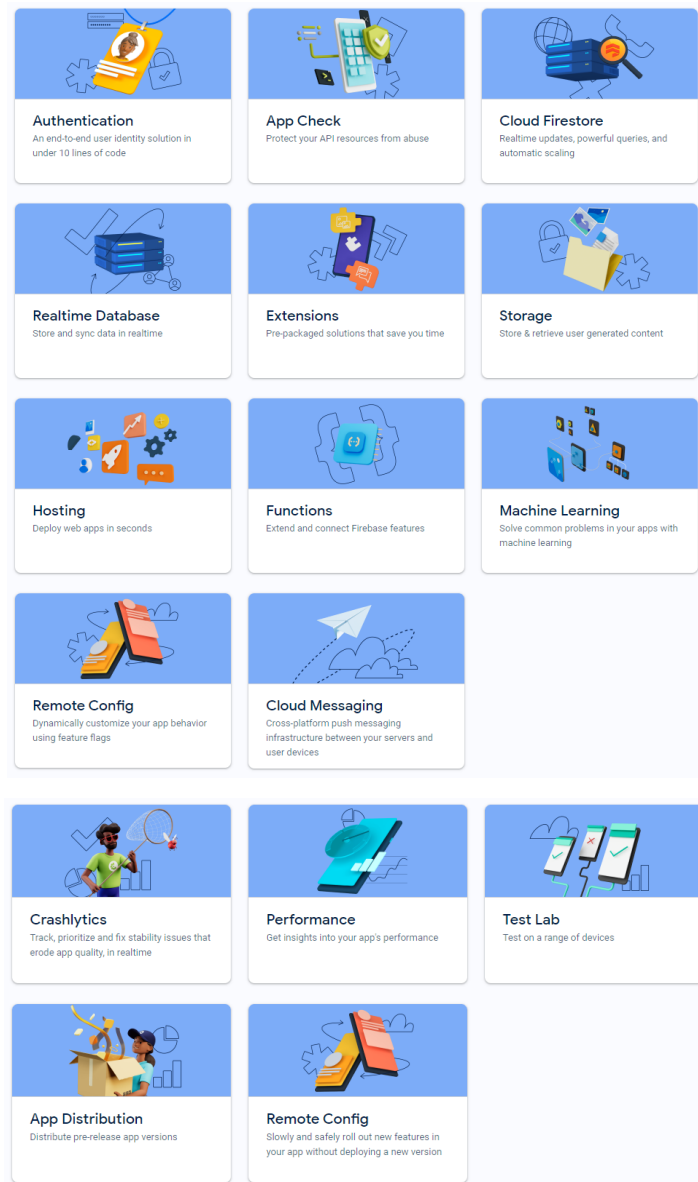 Authentication
An end-to-end user identity solution in
under 10 lines of code
App Check
Protect your API resources from abuse
Cloud Firestore
Realtime updates, powerful queries, and
automatic scaling
Realtime Database
Store and sync data in realtime
Extensions
Pre-packaged solutions that save you time
Storage
Store & retrieve user generated content
Hosting
Deploy web apps in seconds
Functions
Extend and connect Firebase features
Machine Learning
Solve common problems in your apps with
machine learning
Remote Config
Dynamically customize your app behavior
using feature flags
Cloud Messaging
Cross-platform push messaging
infrastructure between your servers and
user devices
Crashlytics
Track, prioritize and fix stability issues that
erode app quality, in realtime
Performance
Get insights into your app's performance
Test Lab
Test on a range of devices
App Distribution
Distribute pre-release app versions
Remote Config
Slowly and safely roll out new features in
your app without deploying a new version